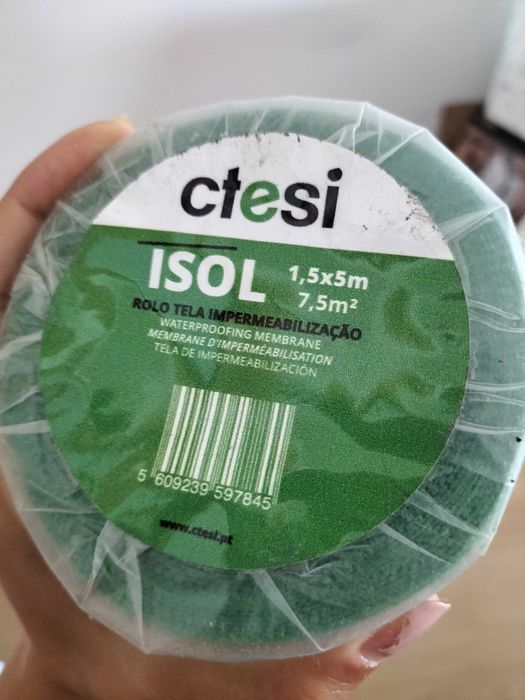 ctesi
ISOL
1,5x5m
7,5m²
ROLO TELA IMPERMEABILIZAÇÃO
WATERPROOFING MEMBRANE
MEMBRANE D'IMPERMÉABILISATION
TELA DE IMPERMEABILIZACIÓN
5 609239 597845
www.ctesi.pt